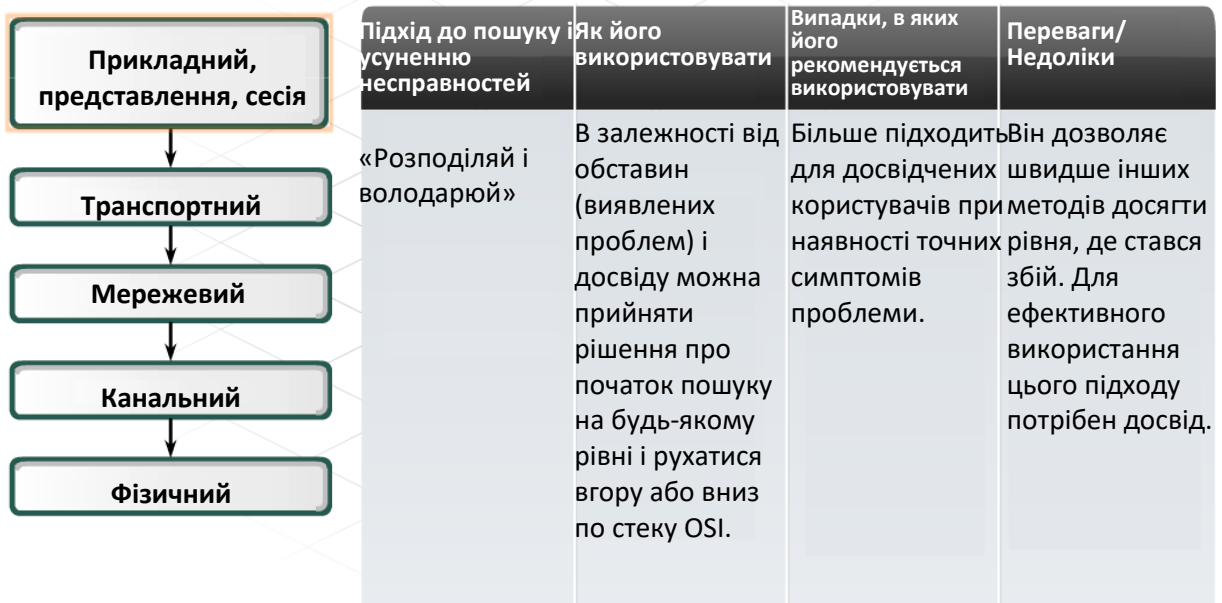 Прикладний,
представлення, сесія
Транспортний
Мережевий
Канальний
Фізичний
Підхід до пошуку і
усуненню
несправностей
Як його
використовувати
Випадки, в яких
його
рекомендується
використовувати
Переваги/
Недоліки
«Розподіляй і
володарюй»
В залежності від
обставин
(виявлених
проблем) і
досвіду можна
прийняти
рішення про
початок пошуку
на будь-якому
рівні і рухатися
вгору або вниз
по стеку OSI.
Більше підходить
для досвідчених
користувачів при
наявності точних
симптомів
проблеми.
Він дозволяє
швидше інших
методів досягти
рівня, де стався
збій. Для
ефективного
використання
цього підходу
потрібен досвід.